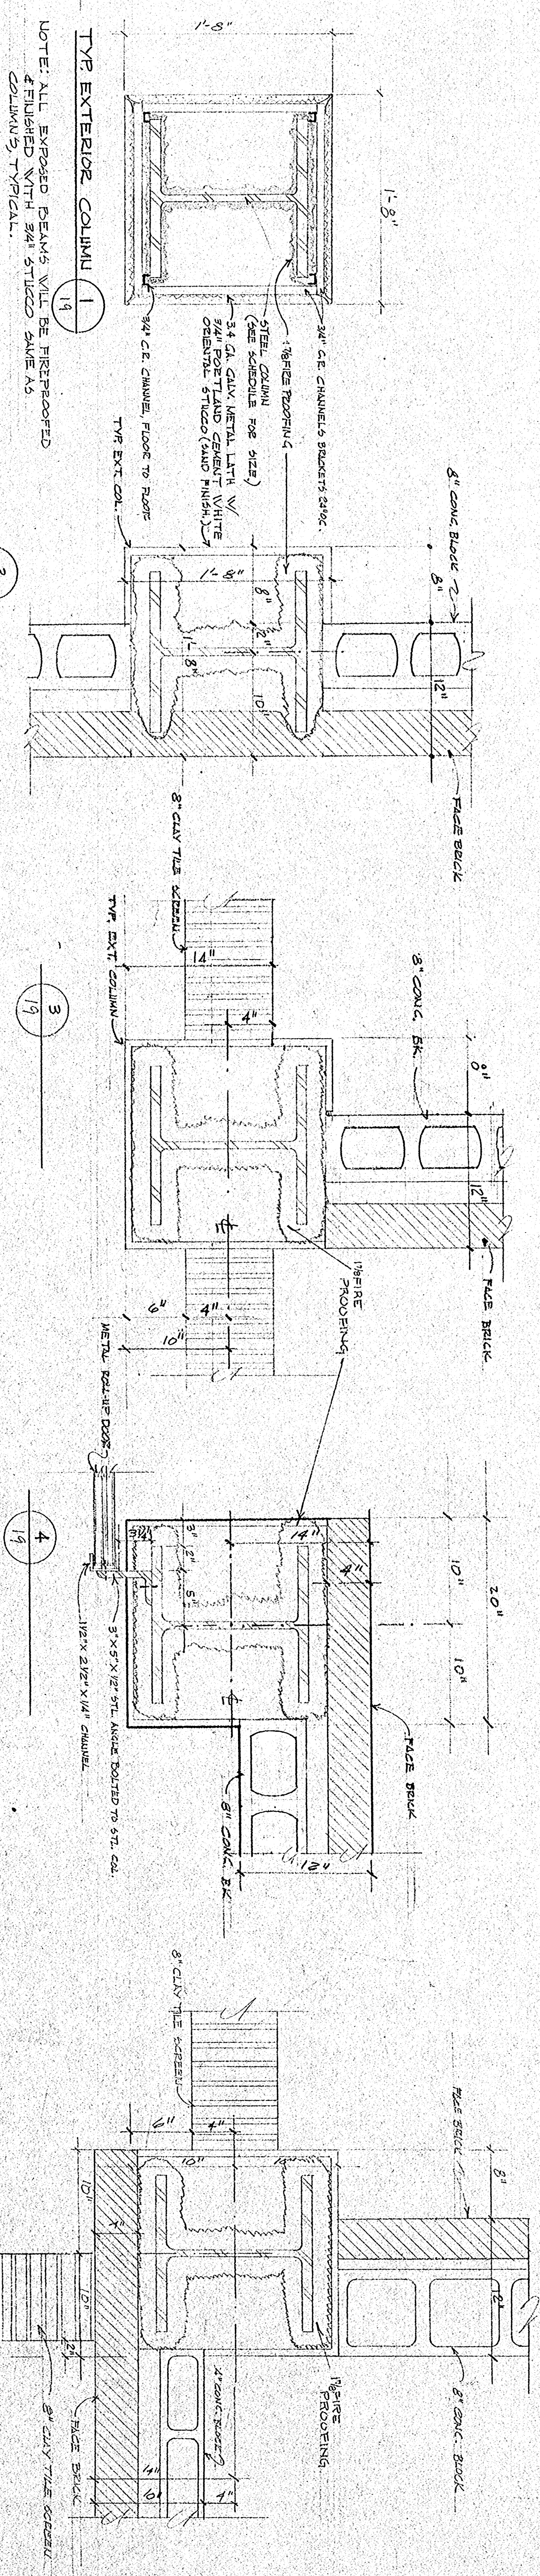 1'-8"
1'-8"
3/4" C.R. CHANNELS BRACKETS 24" O.C.
1 7/8 FIRE PROOFING
STEEL COLUMN
(SEE SCHEDULE FOR SIZE)
3.4 GA. GALV. METAL LATH W/
3/4" PORTLAND CEMENT WHITE
ORIENTAL STUCCO (SAND FINISH.)
3/4" C.R. CHANNEL, FLOOR TO FLOOR
TYP. EXTERIOR COLUMN
1
19
NOTE: ALL EXPOSED BEAMS WILL BE FIREPROOFED
& FINISHED WITH 3/4" STUCCO SAME AS
COLUMNS, TYPICAL.
8" CONC. BLOCK
8"
12"
FACE BRICK
1'-8"
8"
2"
10"
1'-8"
TYP. EXT. COL.
8" CLAY TILE SCREEN
14"
4"
8" CONC. BK.
12"
FACE BRICK
1 7/8 FIRE
PROOFING
6"
4"
10"
TYP. EXT. COLUMN
3
19
20"
10"
10"
FACE BRICK
14"
4"
3"
2"
5"
8" CONC. BK
12"
METAL ROLL-UP DOOR
3" X 5" X 1/2" STL ANGLE BOLTED TO STL. COL.
1 1/2" X 2 1/2" X 1/4" CHANNEL
4
19
8" CLAY TILE SCREEN
6"
4"
FACE BRICK
8"
12"
8" CONC. BLOCK
10"
10"
1 7/8 FIRE
PROOFING
4" CONC. BLOCK
10"
10"
2"
14"
4"
FACE BRICK
8" CLAY TILE SCREEN